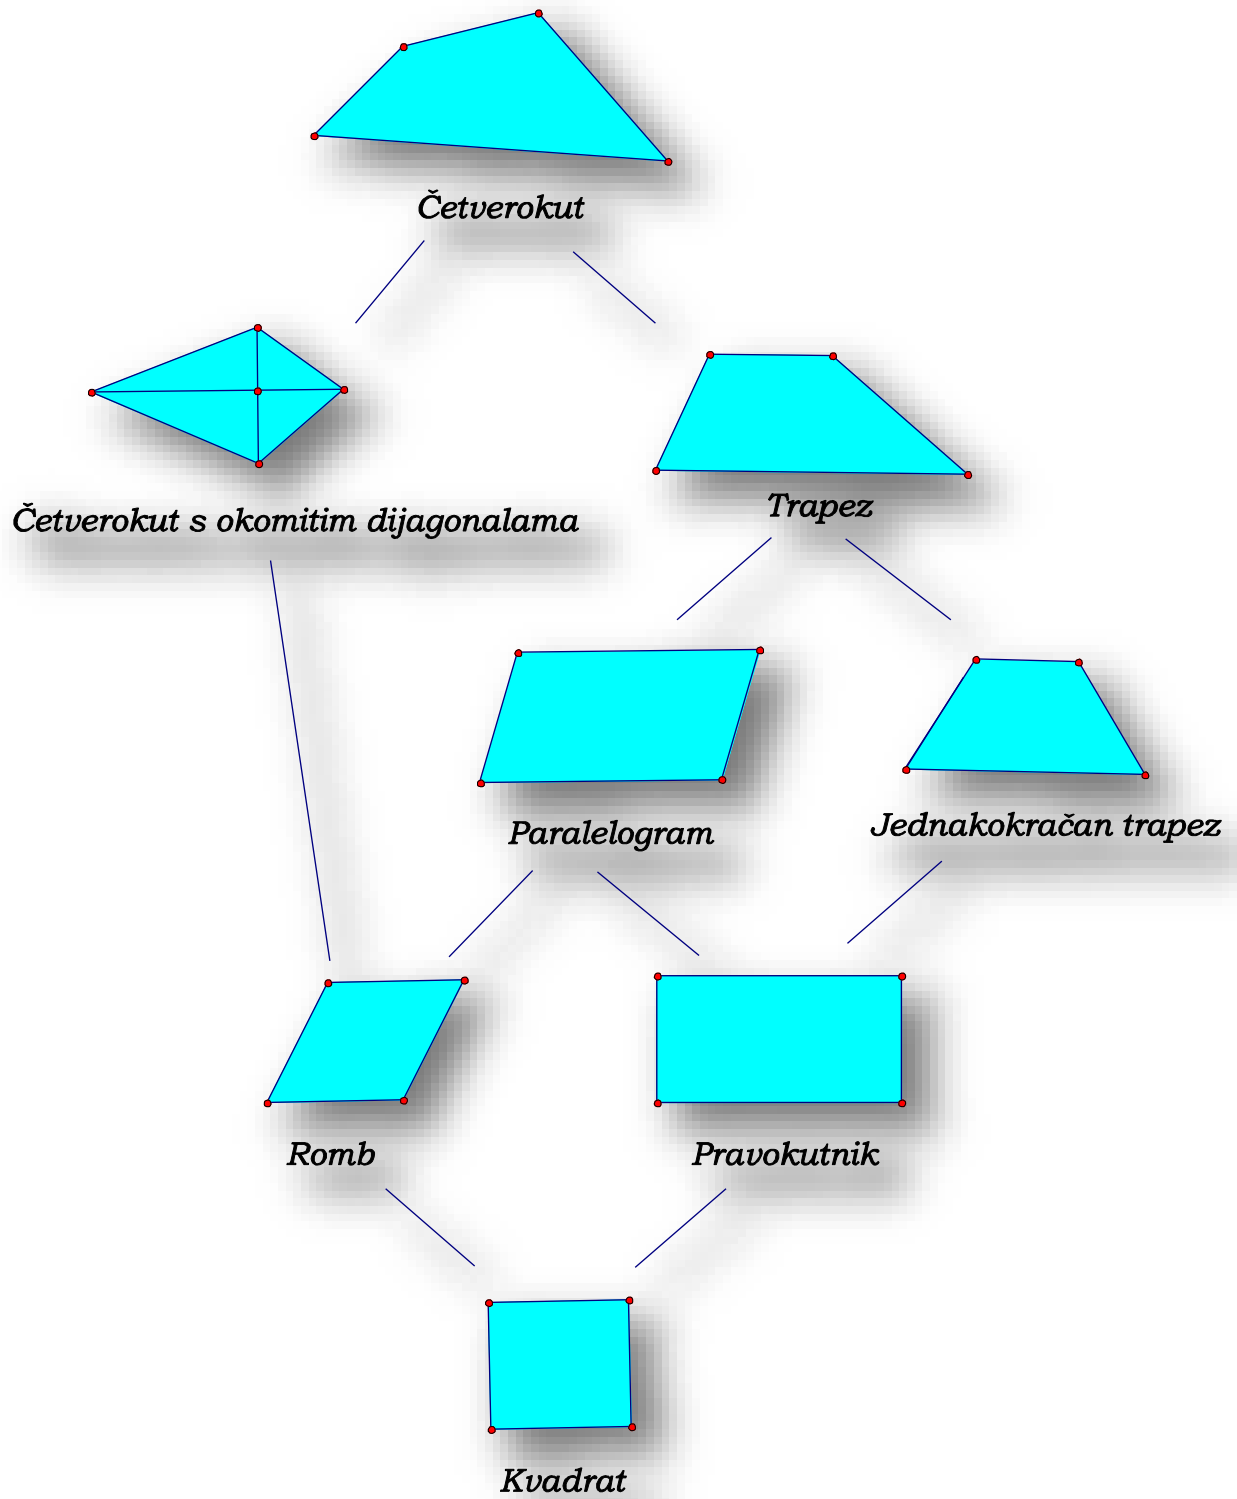 Četverokut
Četverokut s okomitim dijagonalama
Trapez
Paralelogram
Jednakokračan trapez
Romb
Pravokutnik
Kvadrat